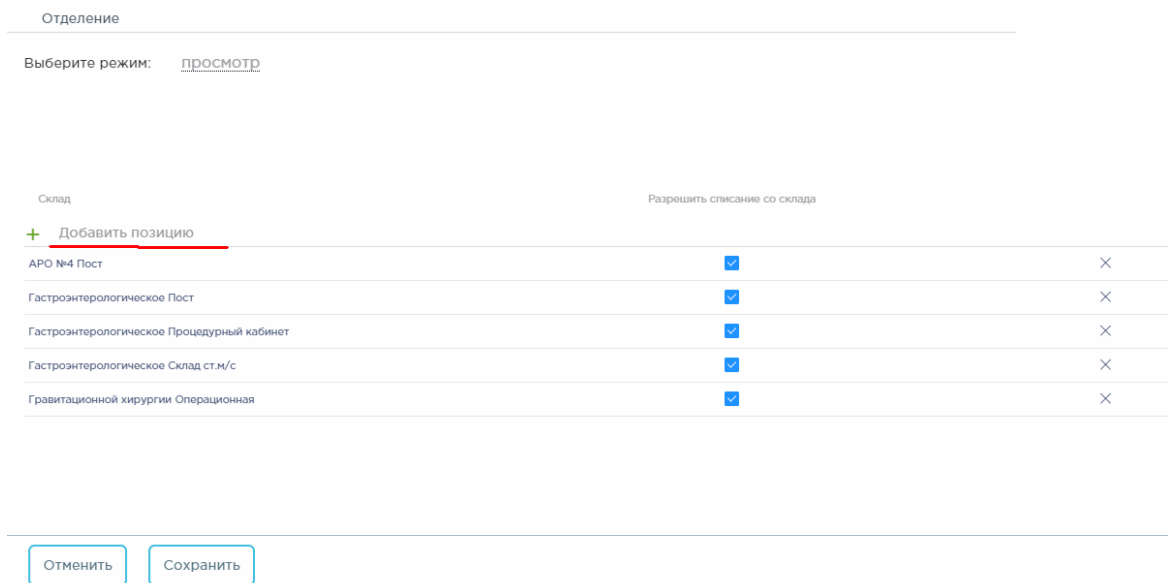 Отделение
Выберите режим: просмотр
Склад Разрешить списание со склада
+ Добавить позицию
АРО №4 Пост
Гастроэнтерологическое Пост
Гастроэнтерологическое Процедурный кабинет
Гастроэнтерологическое Склад ст.м/с
Гравитационной хирургии Операционная
Отменить Сохранить